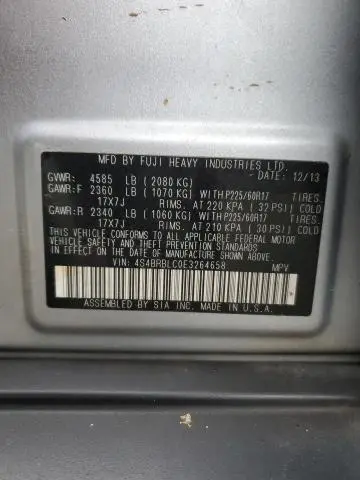 MFD BY FUJI HEAVY INDUSTRIES LTD.
GVWR: 4585 LB (2080 KG) DATE: 12/13
GAWR:F 2360 LB (1070 KG) WITH P225/60R17 TIRES.
17X7J RIMS. AT 220 KPA ( 32 PSI) COLD
GAWR:R 2340 LB (1060 KG) WITH P225/60R17 TIRES.
17X7J RIMS. AT 210 KPA ( 30 PSI) COLD
THIS VEHICLE CONFORMS TO ALL APPLICABLE FEDERAL MOTOR
VEHICLE SAFETY AND THEFT PREVENTION STANDARDS IN
EFFECT ON THE DATE OF MANUFACTURE SHOWN ABOVE.
VIN: 4S4BRBLC0E3264658 MPV
ASSEMBLED BY SIA INC. MADE IN U.S.A.